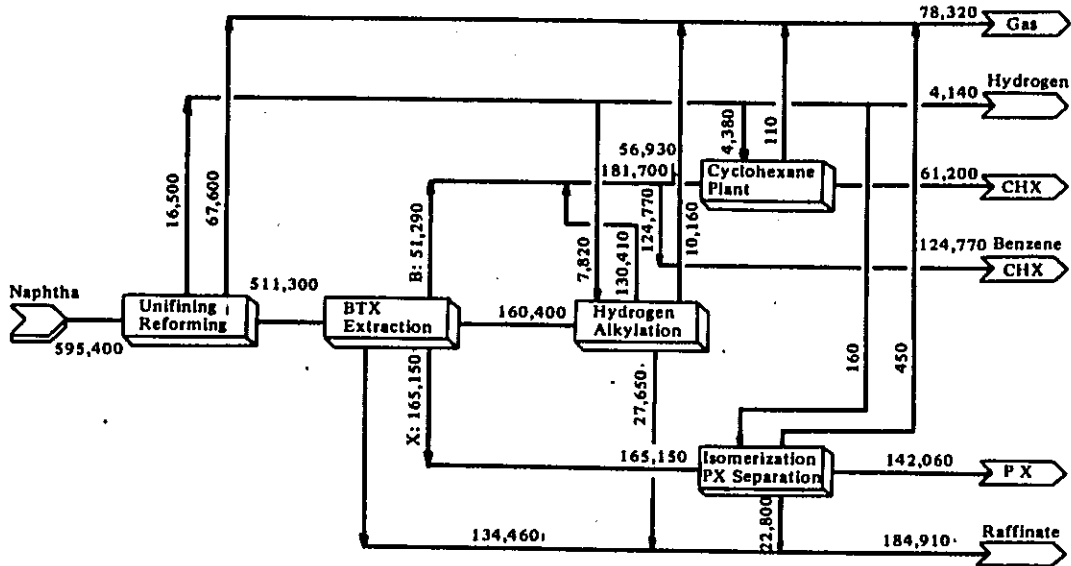 78,320
Gas
Hydrogen
4,140
16,500
67,600
4,380
110
56,930
181,700
Cyclohexane
Plant
61,200
CHX
B: 51,290
7,820
130,410
124,770
10,160
124,770 Benzene
CHX
Naphtha
595,400
Unifining
Reforming
511,300
BTX
Extraction
160,400
Hydrogen
Alkylation
X: 165,150
27,650
160
450
165,150
Isomerization
PX Separation
142,060
P X
22,800
134,460
184,910
Raffinate